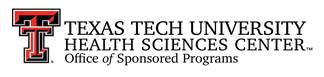 TEXAS TECH UNIVERSITY
HEALTH SCIENCES CENTER™
Office of Sponsored Programs